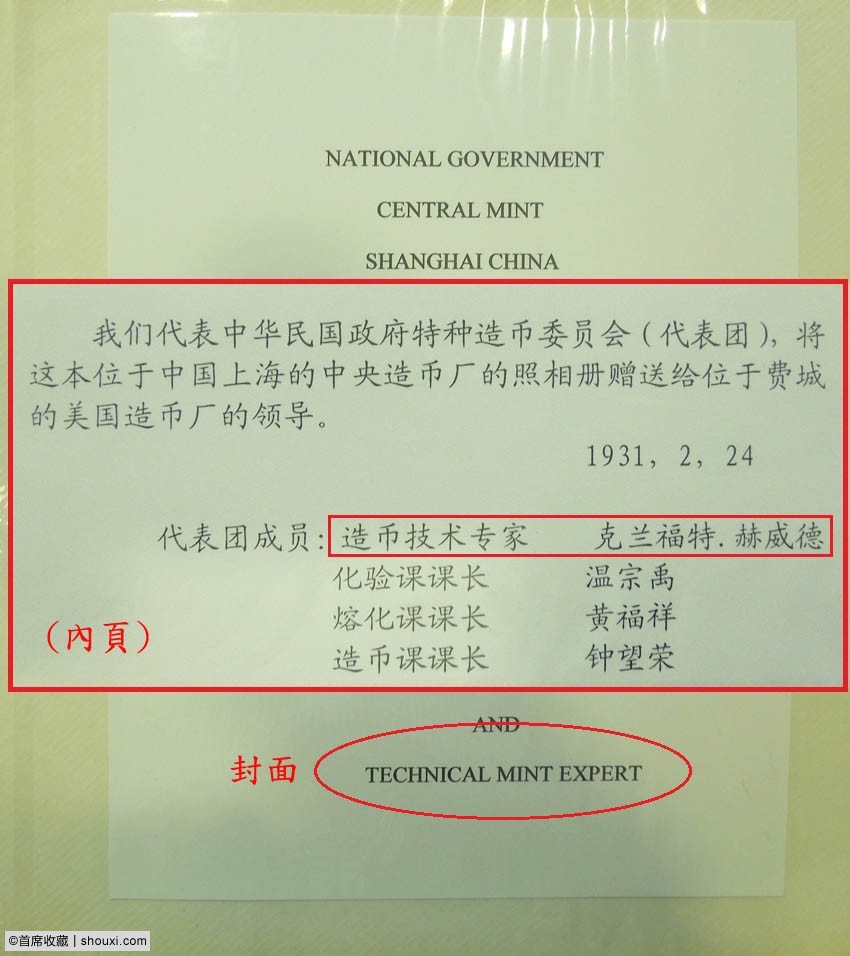 NATIONAL GOVERNMENT
CENTRAL MINT
SHANGHAI CHINA
我们代表中华民国政府特种造币委员会(代表团),将
这本位于中国上海的中央造币厂的照相册赠送给位于费城
的美国造币厂的领导。
1931, 2, 24
代表团成员: 造币技术专家 克兰福特.赫威德
化验课课长 温宗禹
熔化课课长 黄福祥
造币课课长 钟望荣
(內頁)
AND
封面 TECHNICAL MINT EXPERT
©首席收藏 | shouxi.com